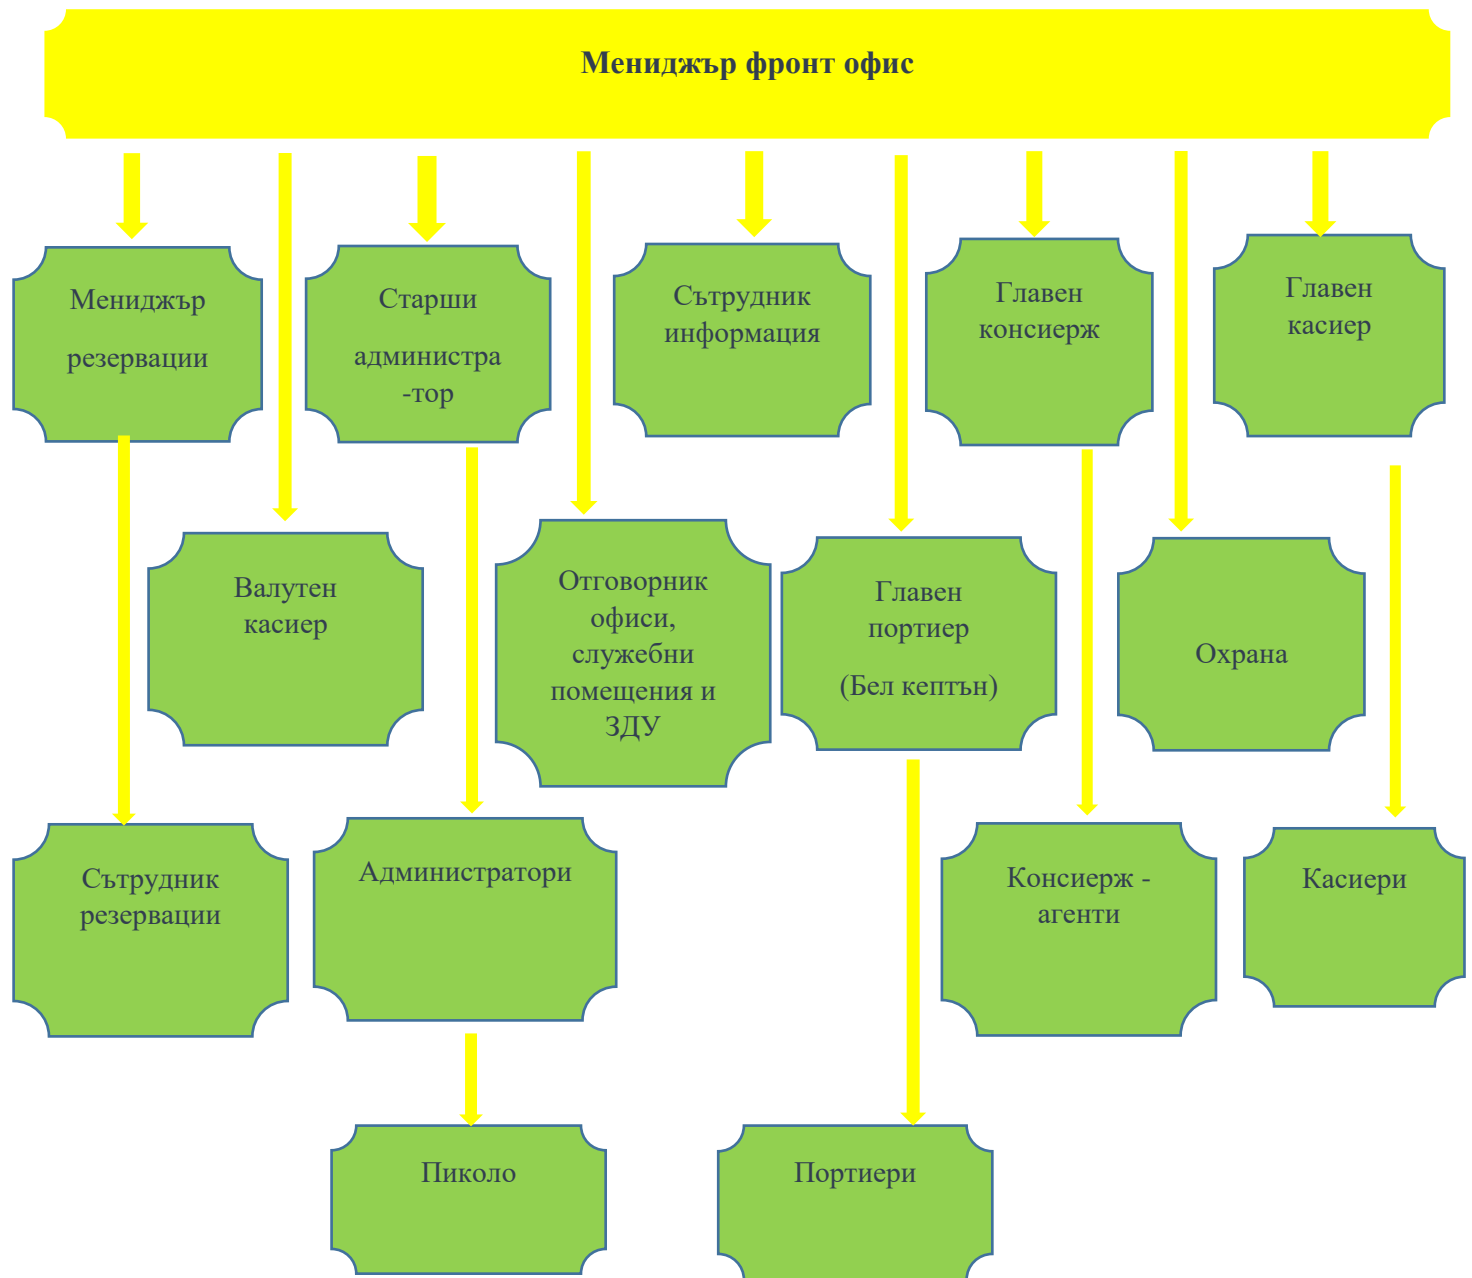 Мениджър фронт офис
Мениджър
резервации
Старши
администра
-тор
Сътрудник
информация
Главен
консиерж
Главен
касиер
Валутен
касиер
Отговорник
офиси,
служебни
помещения и
ЗДУ
Главен
портиер
(Бел кептън)
Охрана
Сътрудник
резервации
Администратори
Консиерж -
агенти
Касиери
Пиколо
Портиери